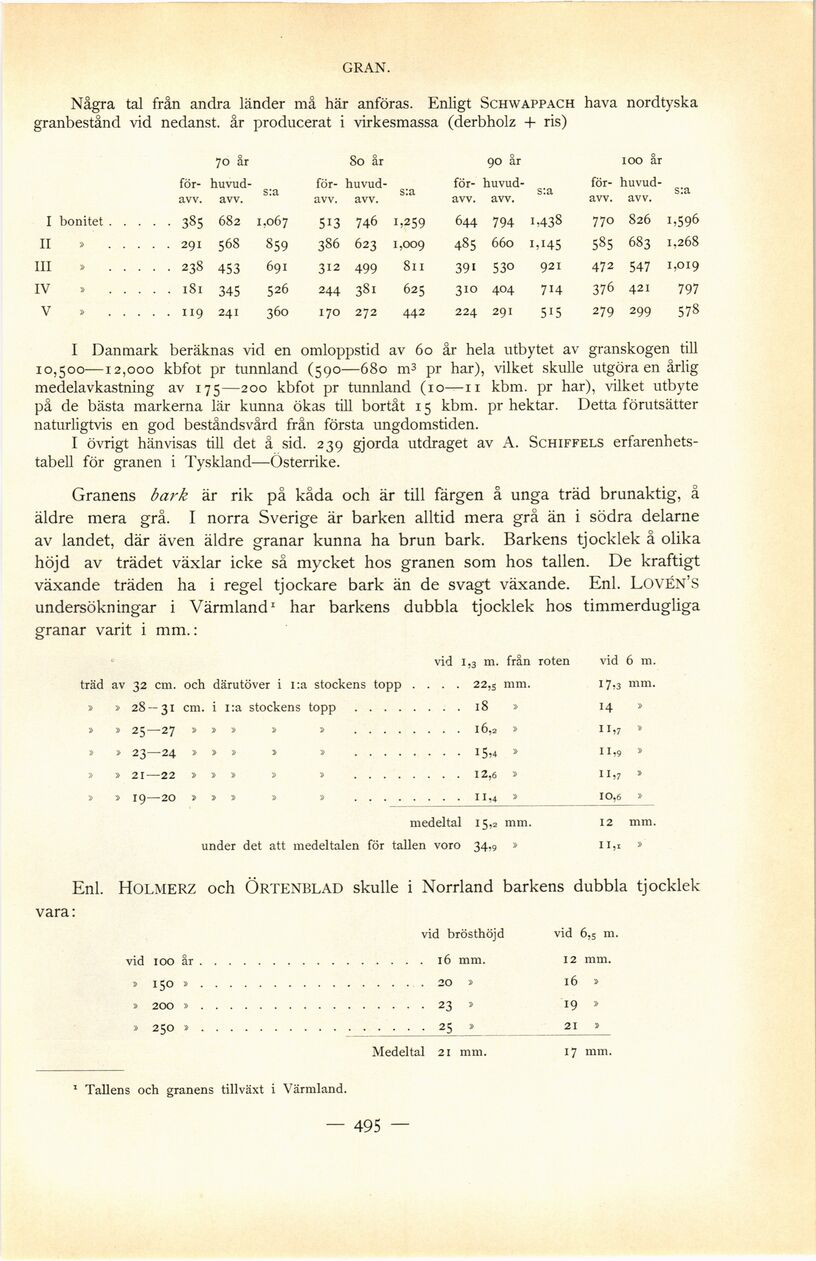 GRAN.
Några tal från andra länder må här anföras. Enligt SCHWAPPACH hava nordtyska
granbestånd vid nedanst. år producerat i virkesmassa (derbholz + ris)
70 år 80 år 90 år 100 år
för- huvud- s:a för- huvud- s:a för- huvud- s:a för- huvud- s:a
avv. avv. avv. avv. avv. avv. avv. avv.
I bonitet . . . . . 385 682 1,067 513 746 1,259 644 794 1,438 770 826 1,596
II » . . . . . 291 568 859 386 623 1,009 485 660 1,145 585 683 1,268
III » . . . . . 238 453 691 312 499 811 391 530 921 472 547 1,019
IV » . . . . . 181 345 526 244 381 625 310 404 714 376 421 797
V » . . . . . 119 241 360 170 272 442 224 291 515 279 299 578
I Danmark beräknas vid en omloppstid av 60 år hela utbytet av granskogen till
10,500—12,000 kbfot pr tunnland (590—680 m³ pr har), vilket skulle utgöra en årlig
medelavkastning av 175—200 kbfot pr tunnland (10—11 kbm. pr har), vilket utbyte
på de bästa markerna lär kunna ökas till bortåt 15 kbm. pr hektar. Detta förutsätter
naturligtvis en god beståndsvård från första ungdomstiden.
I övrigt hänvisas till det å sid. 239 gjorda utdraget av A. SCHIFFELS erfarenhets-
tabell för granen i Tyskland—Österrike.
Granens bark är rik på kåda och är till färgen å unga träd brunaktig, å
äldre mera grå. I norra Sverige är barken alltid mera grå än i södra delarne
av landet, där även äldre granar kunna ha brun bark. Barkens tjocklek å olika
höjd av trädet växlar icke så mycket hos granen som hos tallen. De kraftigt
växande träden ha i regel tjockare bark än de svagt växande. Enl. LOVÉN'S
undersökningar i Värmland¹ har barkens dubbla tjocklek hos timmerdugliga
granar varit i mm.:
vid 1,3 m. från roten vid 6 m.
träd av 32 cm. och därutöver i 1:a stockens topp . . . . 22,5 mm. 17,3 mm.
» » 28—31 cm. i 1:a stockens topp . . . . . . . . 18 » 14 »
» » 25—27 » » » » » . . . . . . . . 16,2 » 11,7 »
» » 23—24 » » » » » . . . . . . . . 15,4 » 11,9 »
» » 21—22 » » » » » . . . . . . . . 12,6 » 11,7 »
» » 19—20 » » » » » . . . . . . . . 11,4 » 10,6 »
medeltal 15,2 mm. 12 mm.
under det att medeltalen för tallen voro 34,9 » 11,1 »
Enl. HOLMERZ och ÖRTENBLAD skulle i Norrland barkens dubbla tjocklek
vara:
vid brösthöjd vid 6,5 m.
vid 100 år . . . . . . . . . . . . . . . . 16 mm. 12 mm.
» 150 » . . . . . . . . . . . . . . . . 20 » 16 »
» 200 » . . . . . . . . . . . . . . . . 23 » 19 »
» 250 » . . . . . . . . . . . . . . . . 25 » 21 »
Medeltal 21 mm. 17 mm.
¹ Tallens och granens tillväxt i Värmland.
— 495 —